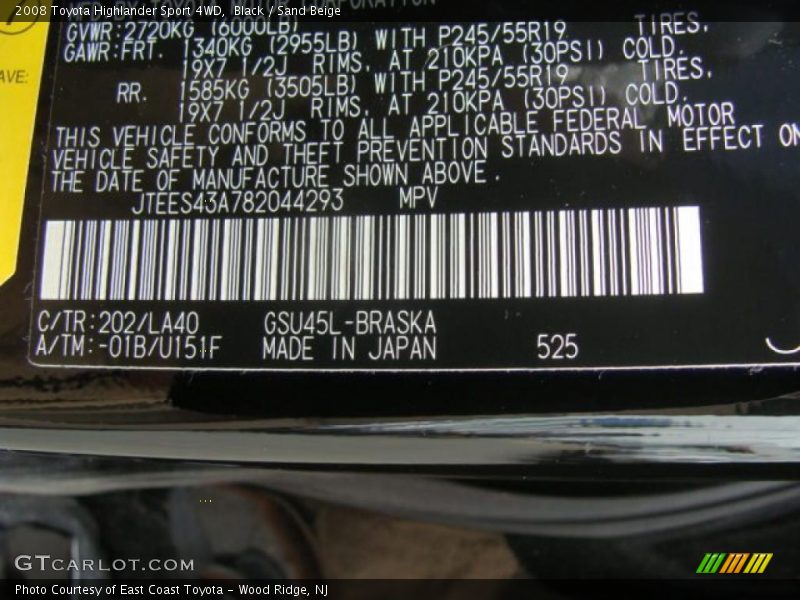 2008 Toyota Highlander Sport 4WD, Black / Sand Beige
GVWR:2720KG (6000LB)
GAWR:FRT. 1340KG (2955LB) WITH P245/55R19 TIRES,
19X7 1/2J RIMS, AT 210KPA (30PSI) COLD.
RR. 1585KG (3505LB) WITH P245/55R19 TIRES,
19X7 1/2J RIMS, AT 210KPA (30PSI) COLD.
THIS VEHICLE CONFORMS TO ALL APPLICABLE FEDERAL MOTOR
VEHICLE SAFETY AND THEFT PREVENTION STANDARDS IN EFFECT ON
THE DATE OF MANUFACTURE SHOWN ABOVE.
JTEES43A782044293 MPV
C/TR:202/LA40 GSU45L-BRASKA
A/TM:-01B/U151F MADE IN JAPAN 525
AVE:
GTCARLOT.COM
Photo Courtesy of East Coast Toyota - Wood Ridge, NJ